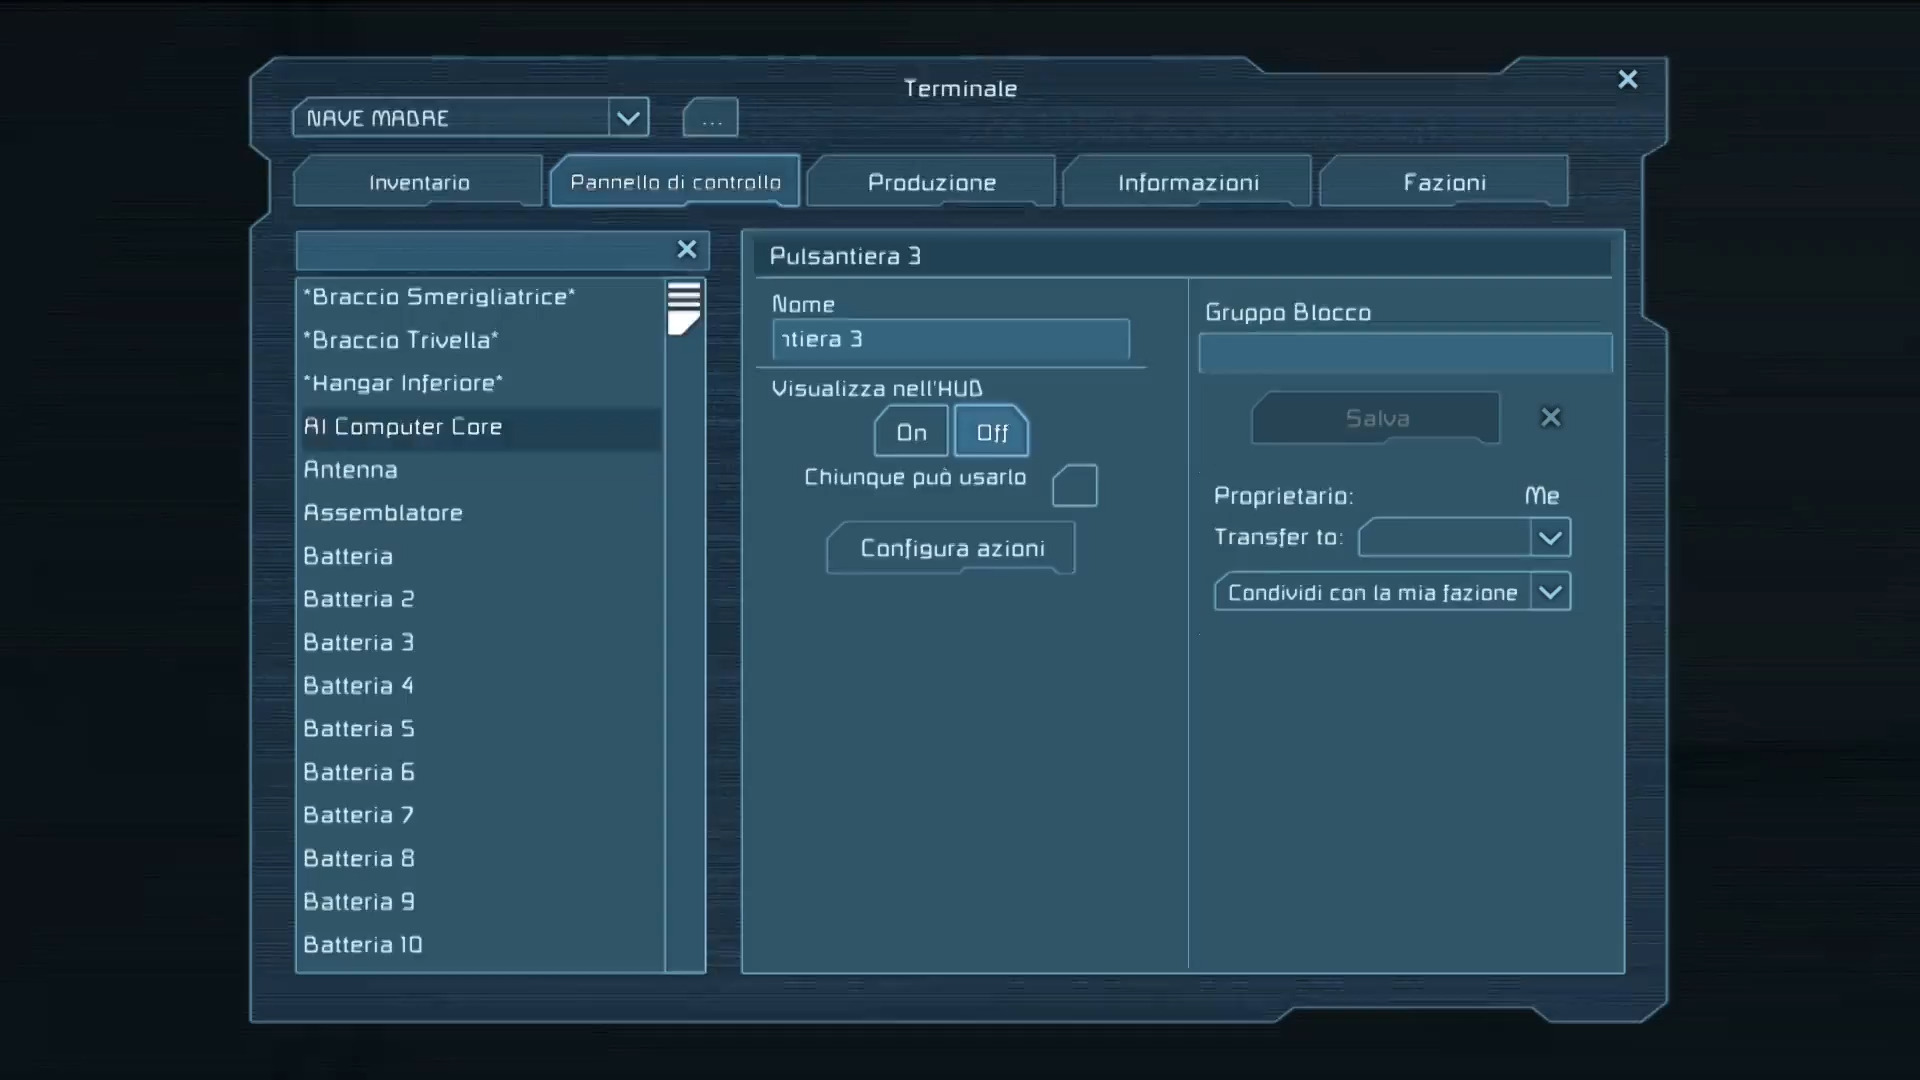 Terminale
NAVE MADRE
...
Inventario
Pannello di controllo
Produzione
Informazioni
Fazioni
*Braccio Smerigliatrice*
*Braccio Trivella*
*Hangar Inferiore*
AI Computer Core
Antenna
Assemblatore
Batteria
Batteria 2
Batteria 3
Batteria 4
Batteria 5
Batteria 6
Batteria 7
Batteria 8
Batteria 9
Batteria 10
Pulsantiera 3
Nome
ntiera 3
Visualizza nell'HUD
On
Off
Chiunque può usarlo
Configura azioni
Gruppo Blocco
Salva
Proprietario:
Me
Transfer to:
Condividi con la mia fazione